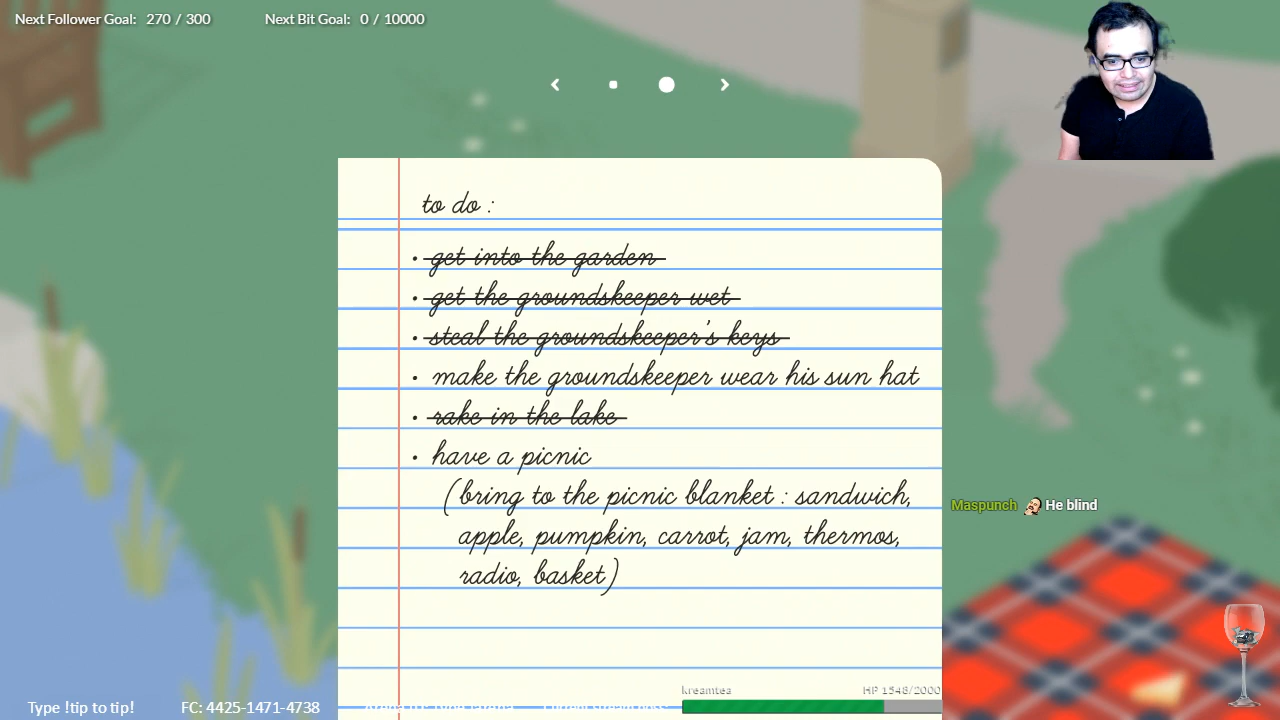 Next Follower Goal: 270 / 300 Next Bit Goal: 0 / 10000
to do :
• get into the garden
• get the groundskeeper wet
• steal the groundskeeper's keys
• make the groundskeeper wear his sun hat
• rake in the lake
• have a picnic
(bring to the picnic blanket : sandwich,
apple, pumpkin, carrot, jam, thermos,
radio, basket)
Maspunch He blind
kreamtea HP 1548/2000
Type !tip to tip! FC: 4425-1471-4738